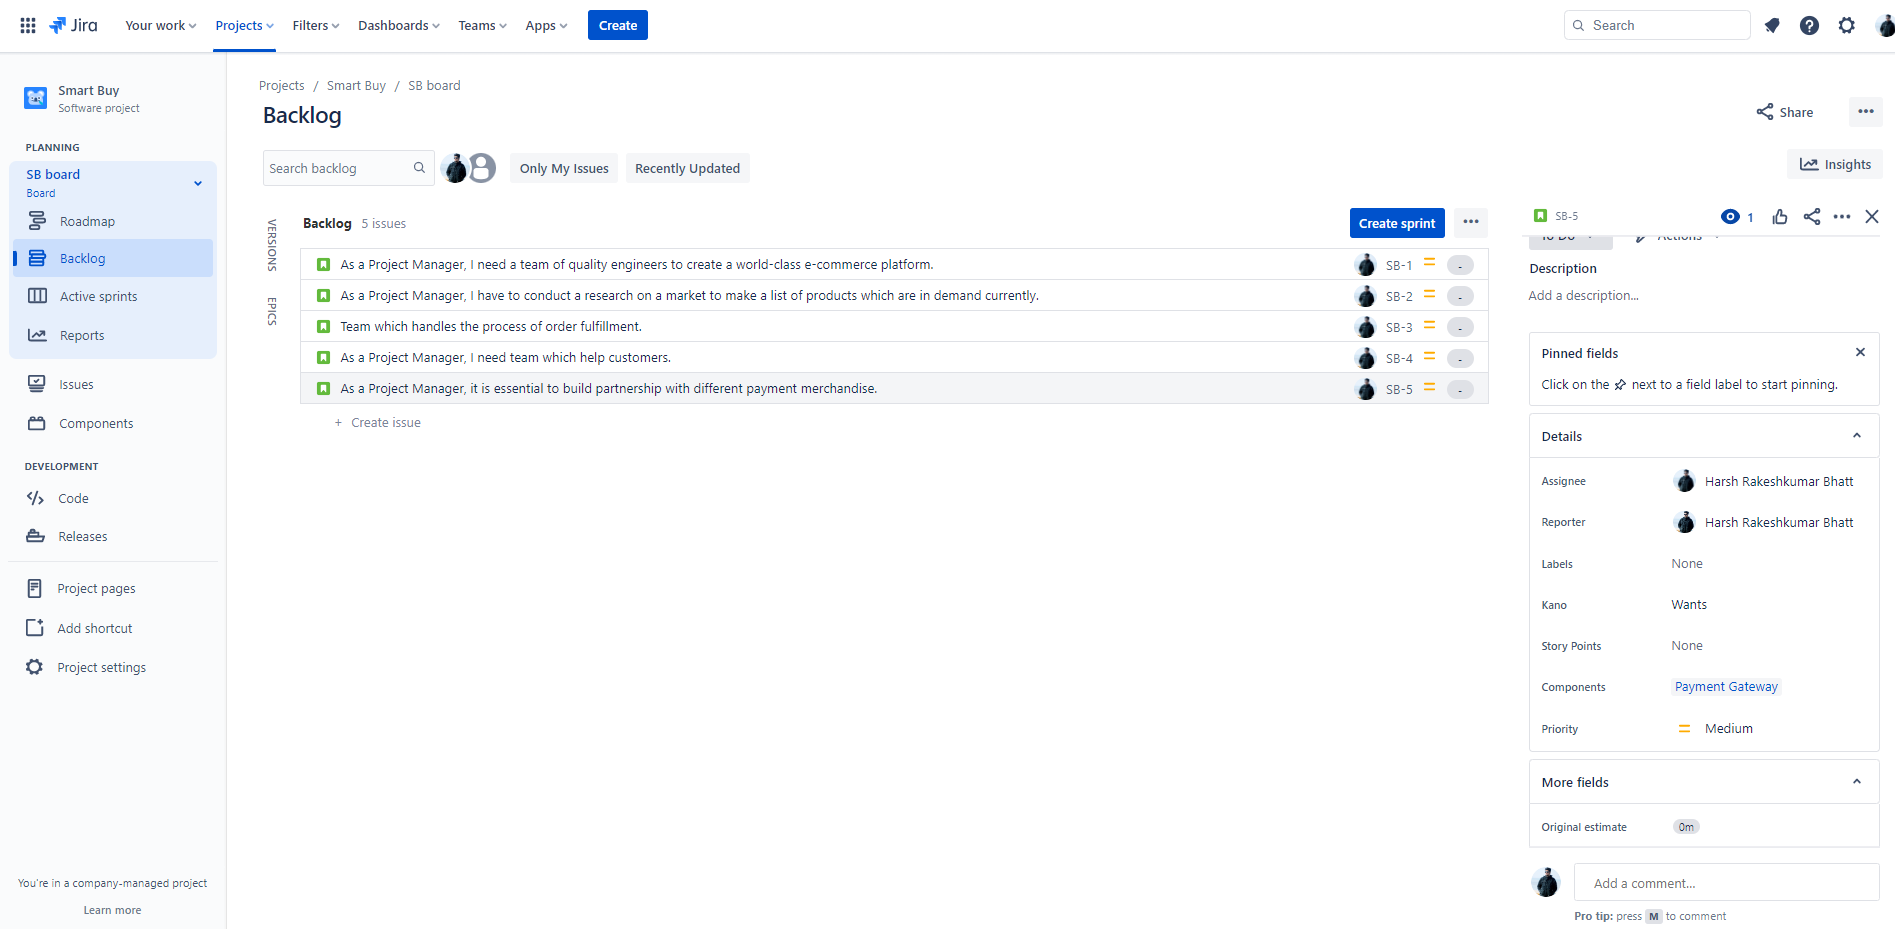 Jira Your work Projects Filters Dashboards Teams Apps Create Search
Smart Buy
Software project
PLANNING
SB board
Board
Roadmap
Backlog
Active sprints
Reports
Issues
Components
DEVELOPMENT
Code
Releases
Project pages
Add shortcut
Project settings
You're in a company-managed project
Learn more
Projects / Smart Buy / SB board
Backlog
Share
Search backlog Only My Issues Recently Updated
Insights
VERSIONS
EPICS
Backlog 5 issues Create sprint
As a Project Manager, I need a team of quality engineers to create a world-class e-commerce platform. SB-1 -
As a Project Manager, I have to conduct a research on a market to make a list of products which are in demand currently. SB-2 -
Team which handles the process of order fulfillment. SB-3 -
As a Project Manager, I need team which help customers. SB-4 -
As a Project Manager, it is essential to build partnership with different payment merchandise. SB-5 -
+ Create issue
SB-5 1
To Do Actions
Description
Add a description...
Pinned fields
Click on the next to a field label to start pinning.
Details
Assignee Harsh Rakeshkumar Bhatt
Reporter Harsh Rakeshkumar Bhatt
Labels None
Kano Wants
Story Points None
Components Payment Gateway
Priority Medium
More fields
Original estimate 0m
Add a comment...
Pro tip: press M to comment